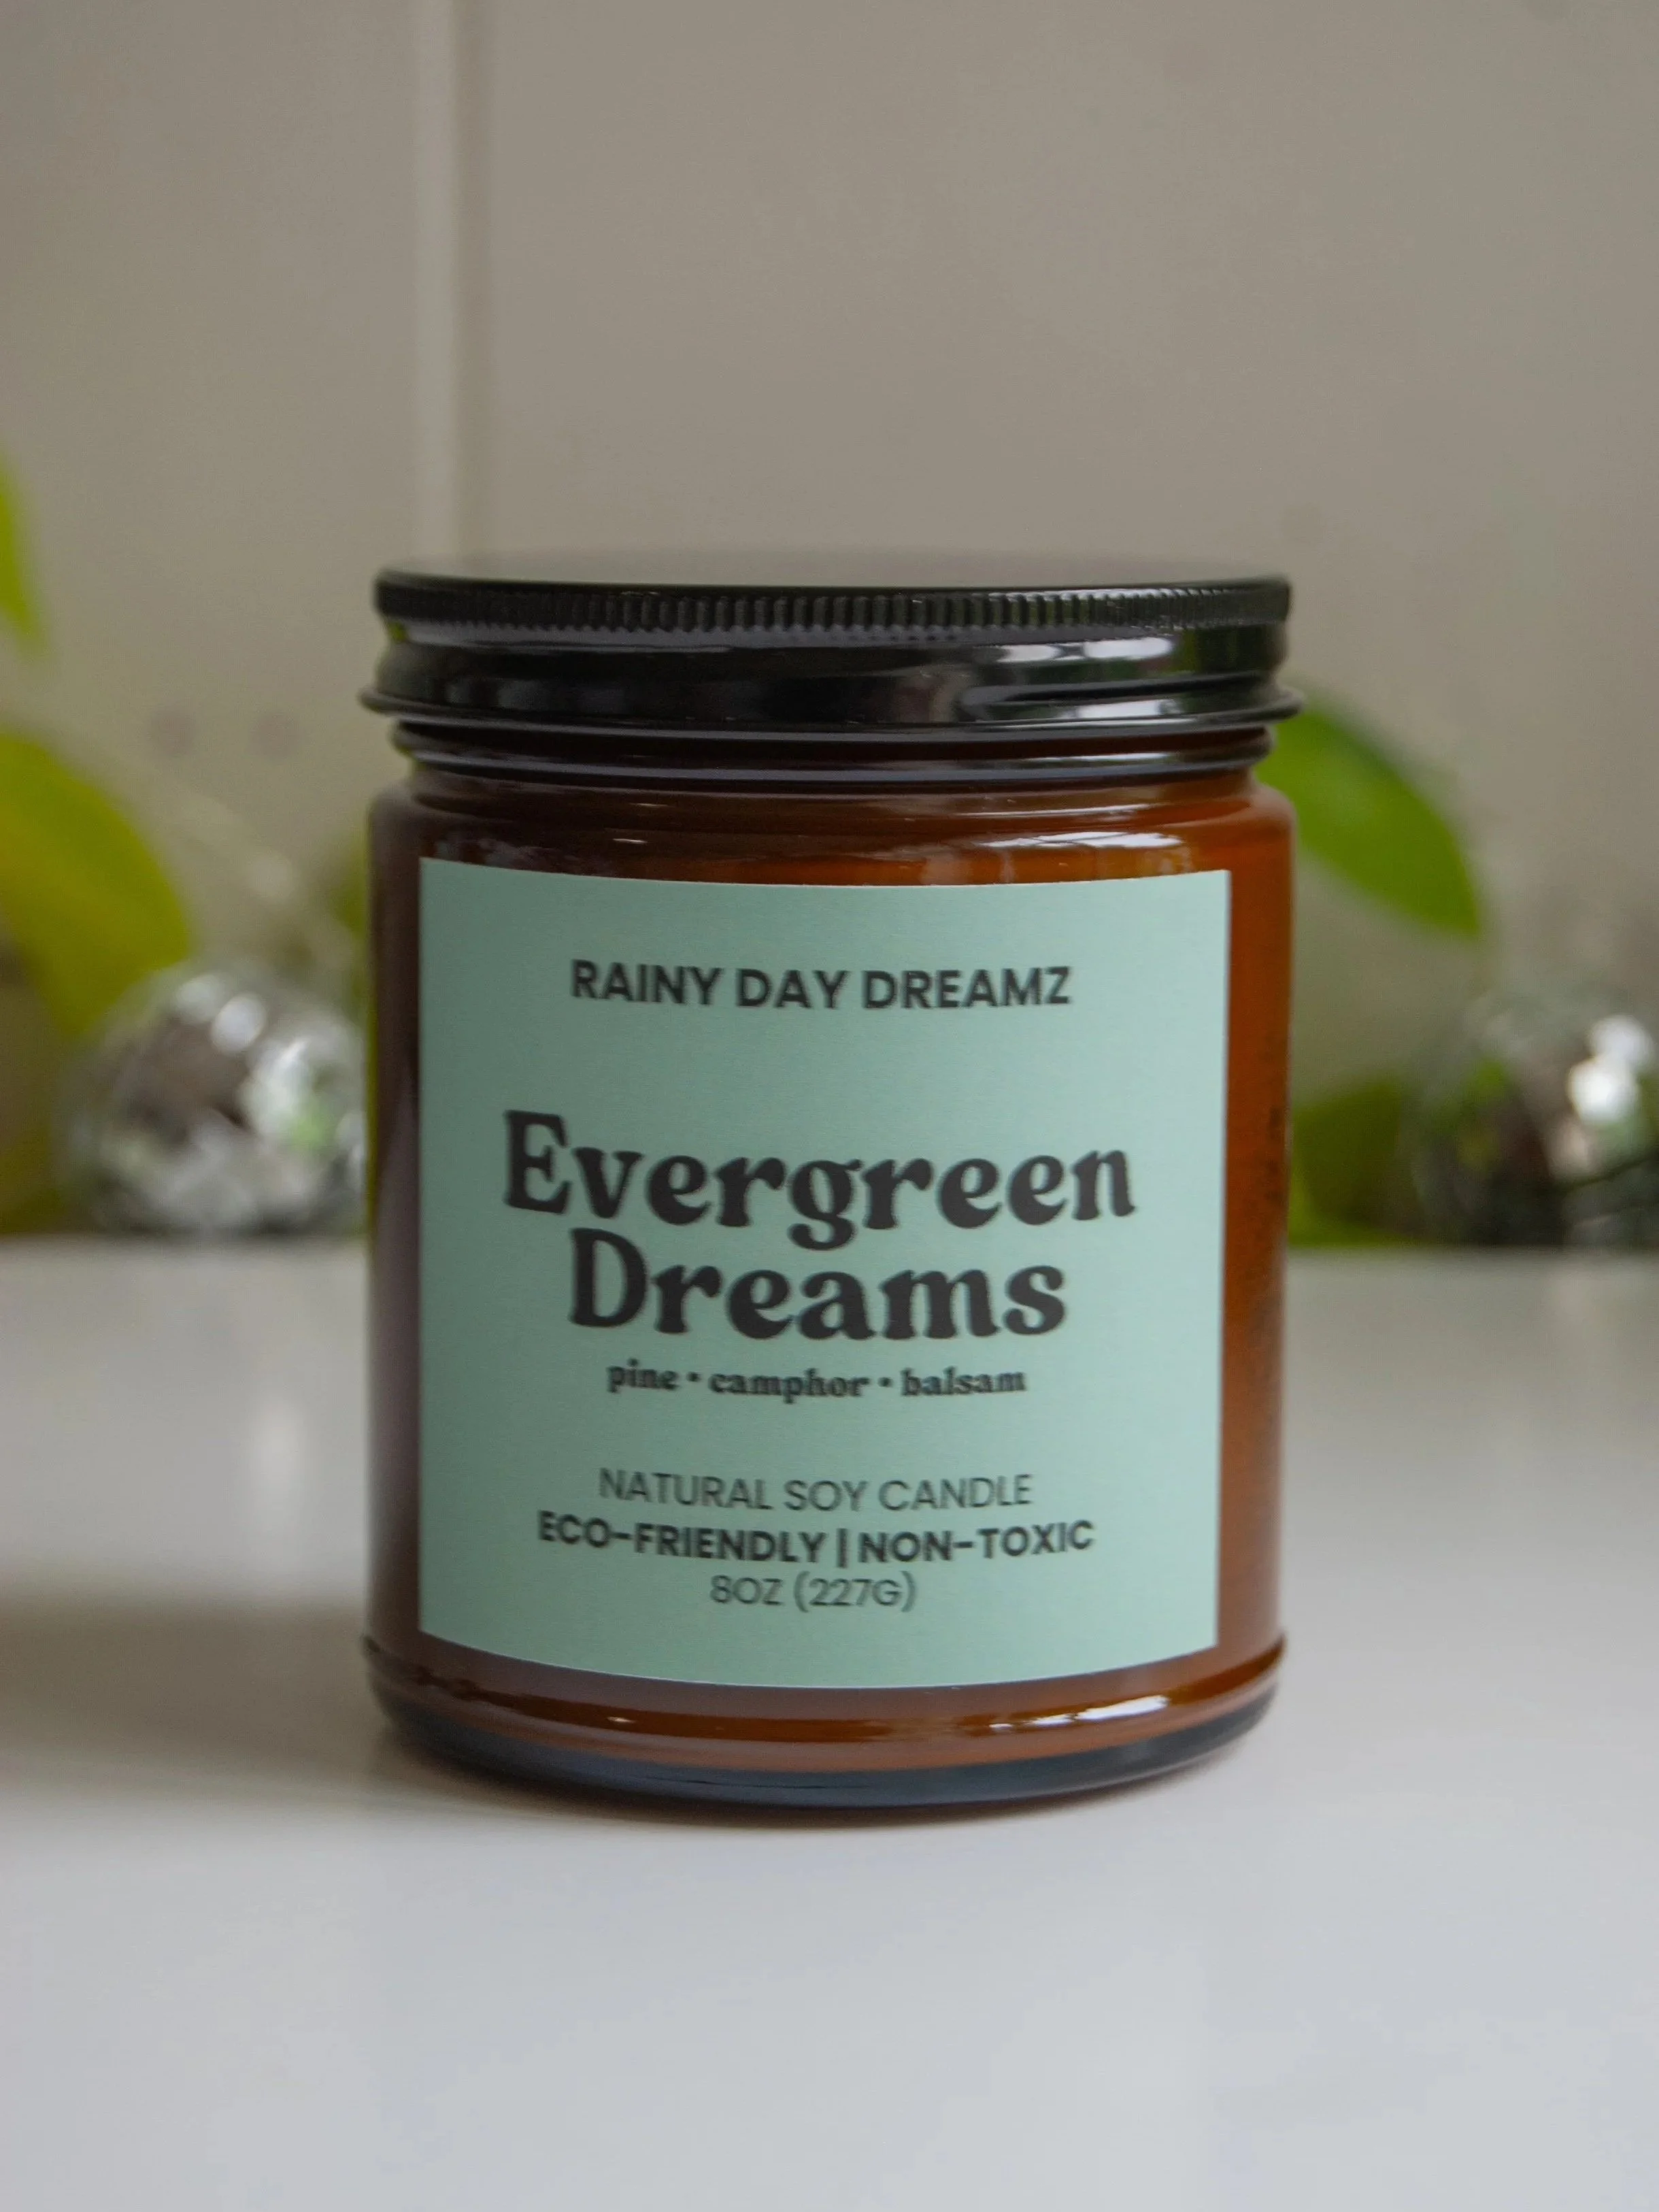 RAINY DAY DREAMZ
Evergreen
Dreams
pine • camphor • balsam
NATURAL SOY CANDLE
ECO-FRIENDLY | NON-TOXIC
8OZ (227G)